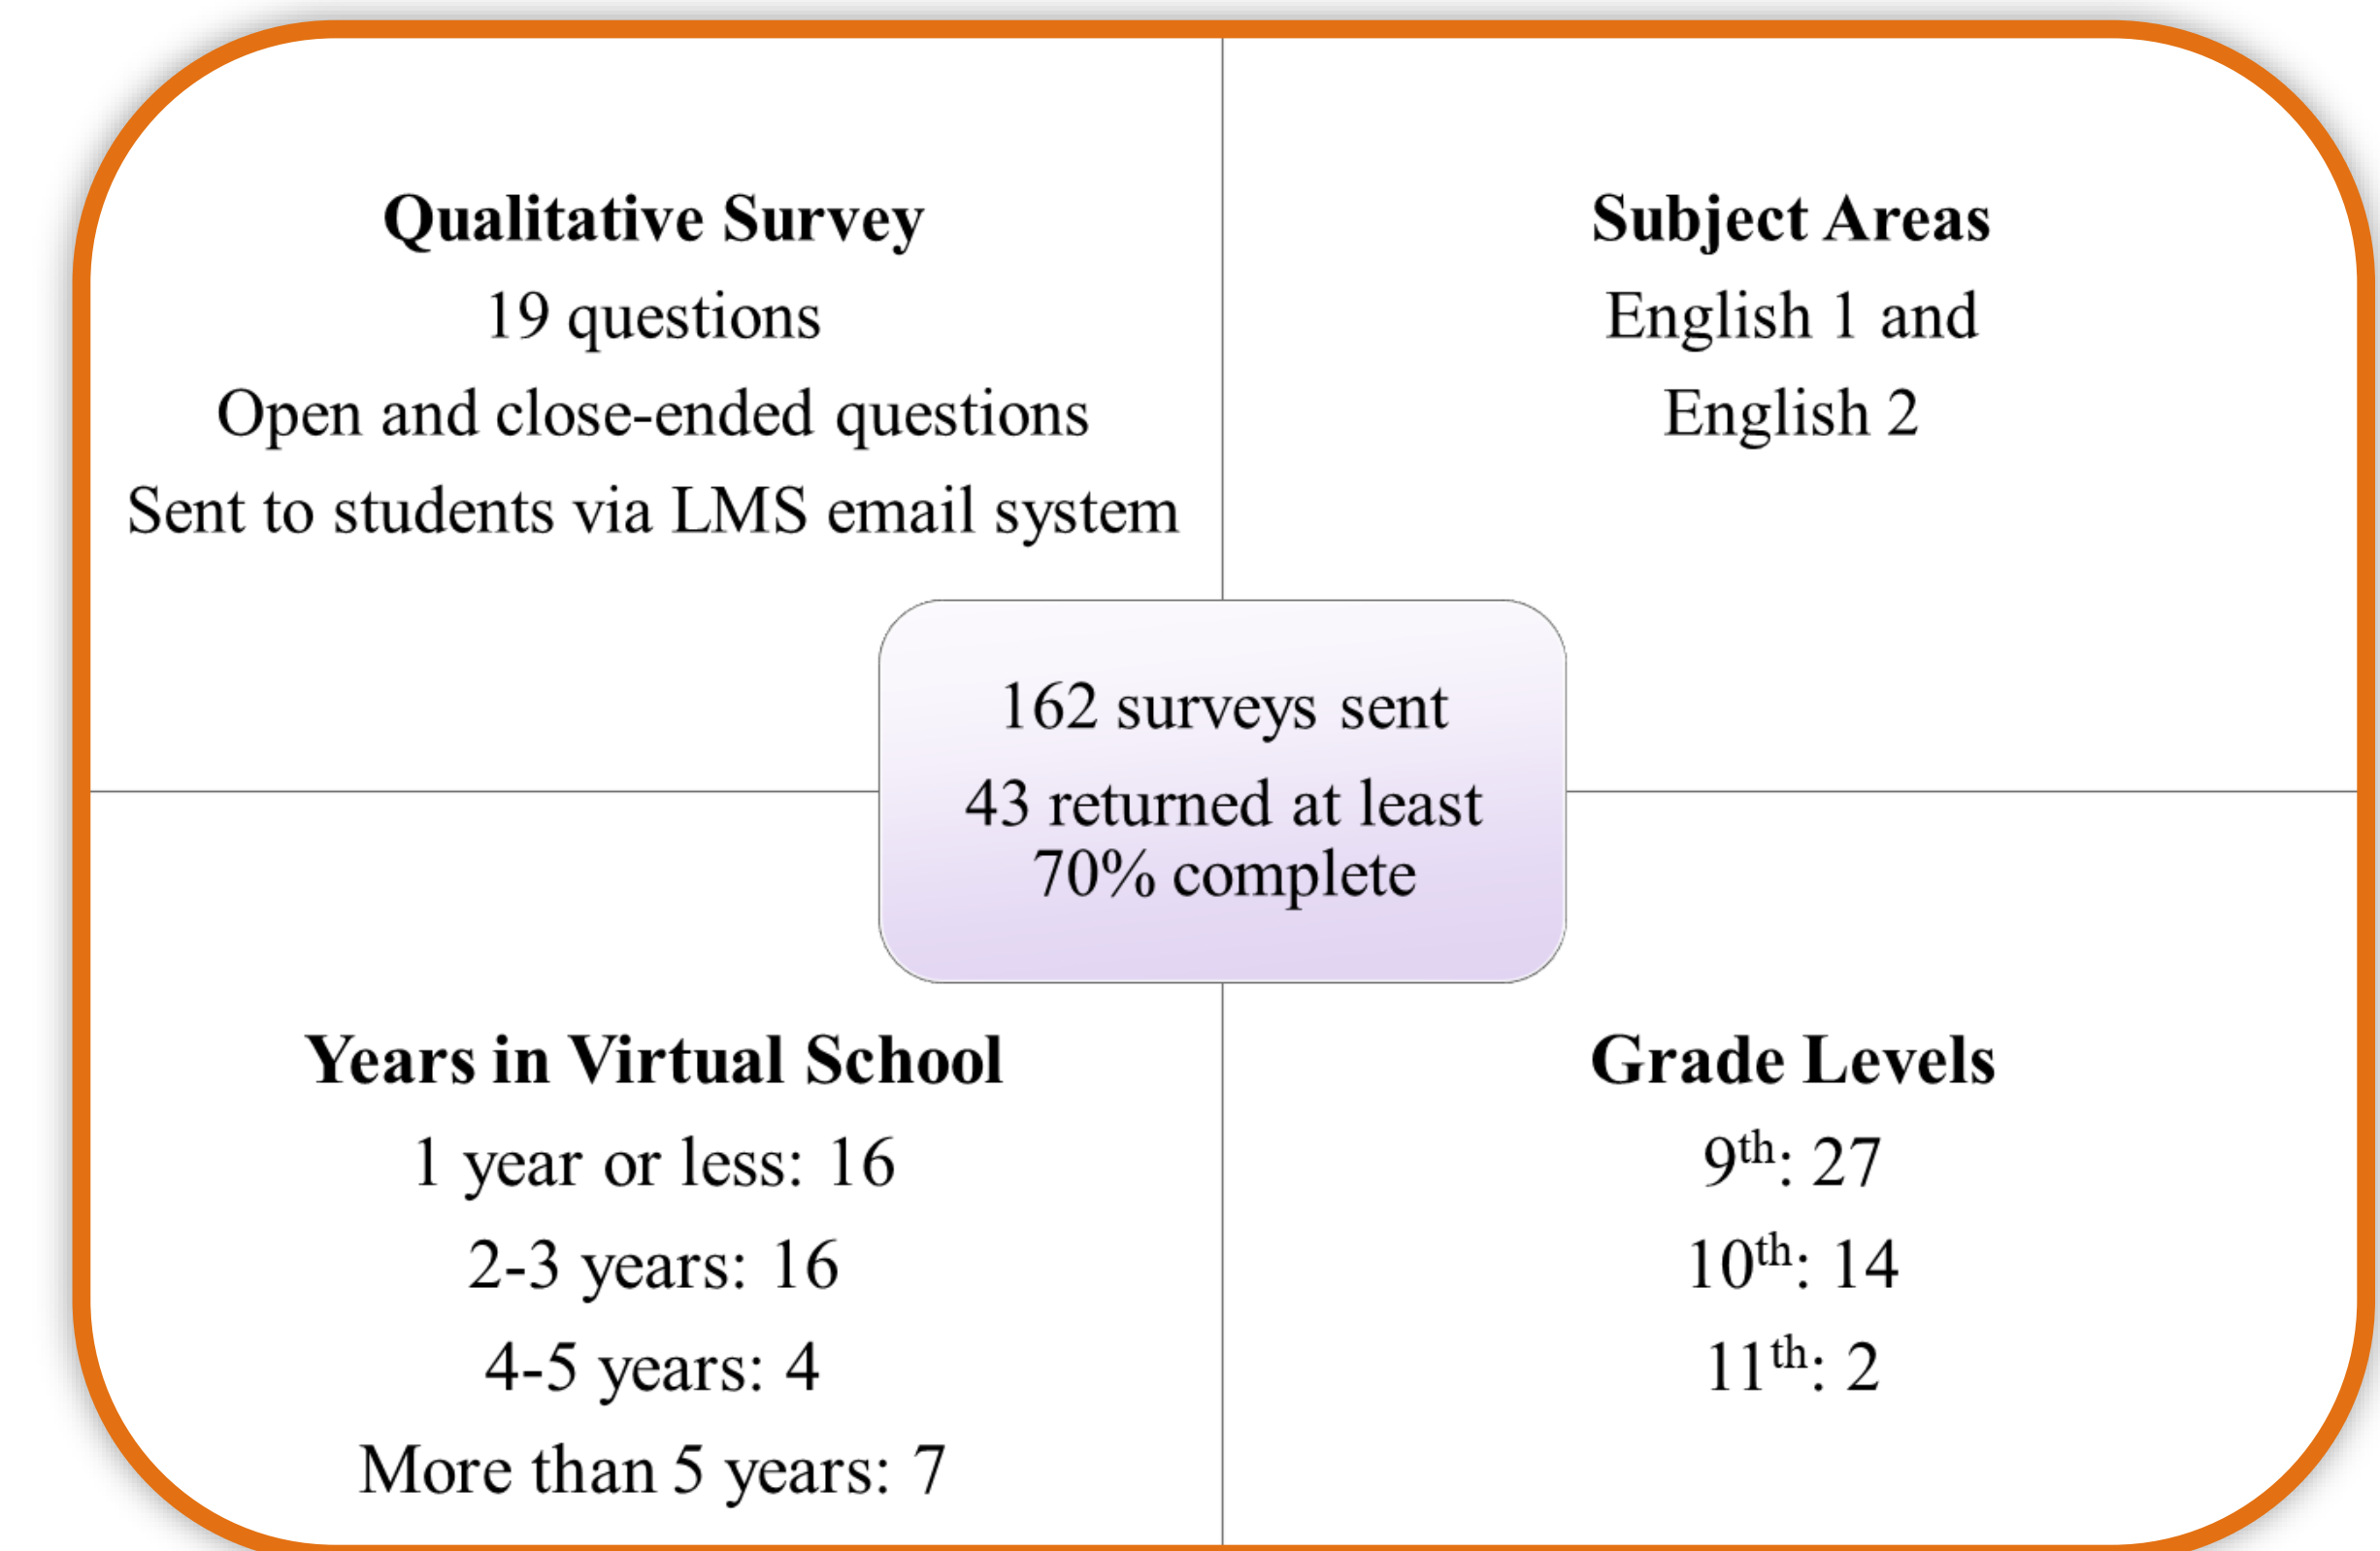 Qualitative Survey
19 questions
Open and close-ended questions
Sent to students via LMS email system
Subject Areas
English 1 and
English 2
162 surveys sent
43 returned at least
70% complete
Years in Virtual School
1 year or less: 16
2-3 years: 16
4-5 years: 4
More than 5 years: 7
Grade Levels
9th: 27
10th: 14
11th: 2